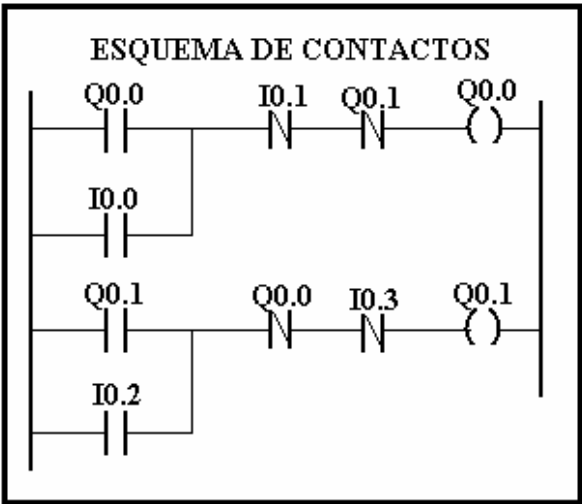 ESQUEMA DE CONTACTOS
Q0.0 I0.1 Q0.1 Q0.0
I0.0
Q0.1 Q0.0 I0.3 Q0.1
I0.2